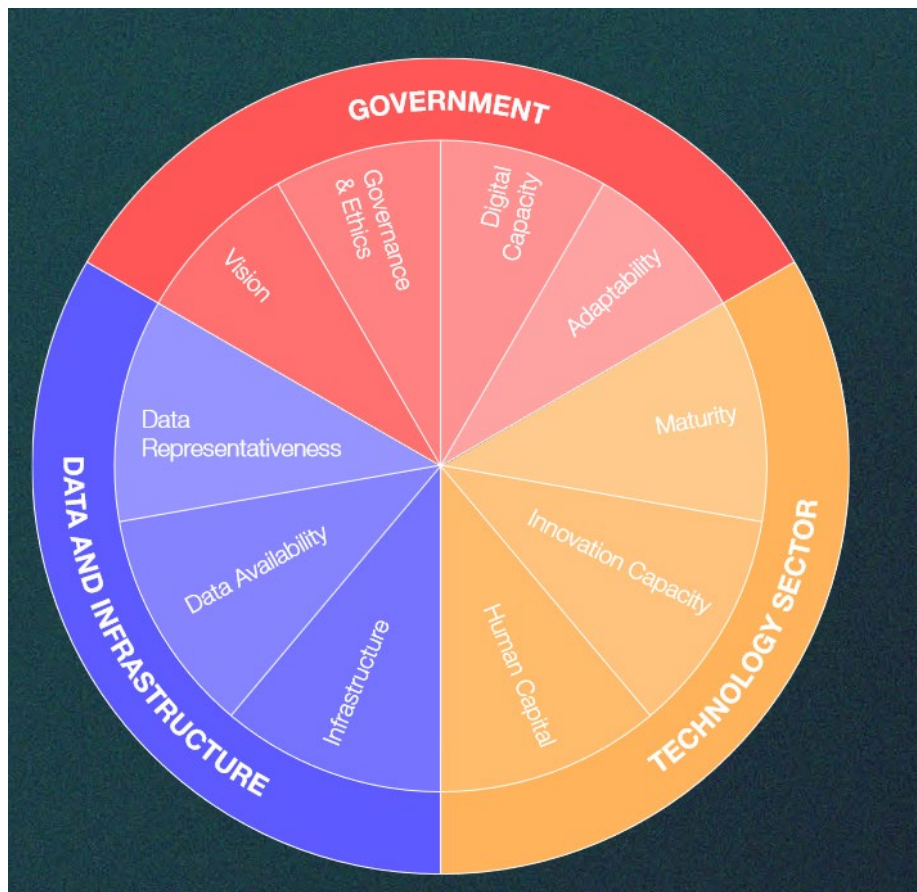 GOVERNMENT
Vision
Governance
& Ethics
Digital
Capacity
Adaptability
TECHNOLOGY SECTOR
Maturity
Innovation Capacity
Human Capital
DATA AND INFRASTRUCTURE
Data
Representativeness
Data Availability
Infrastructure